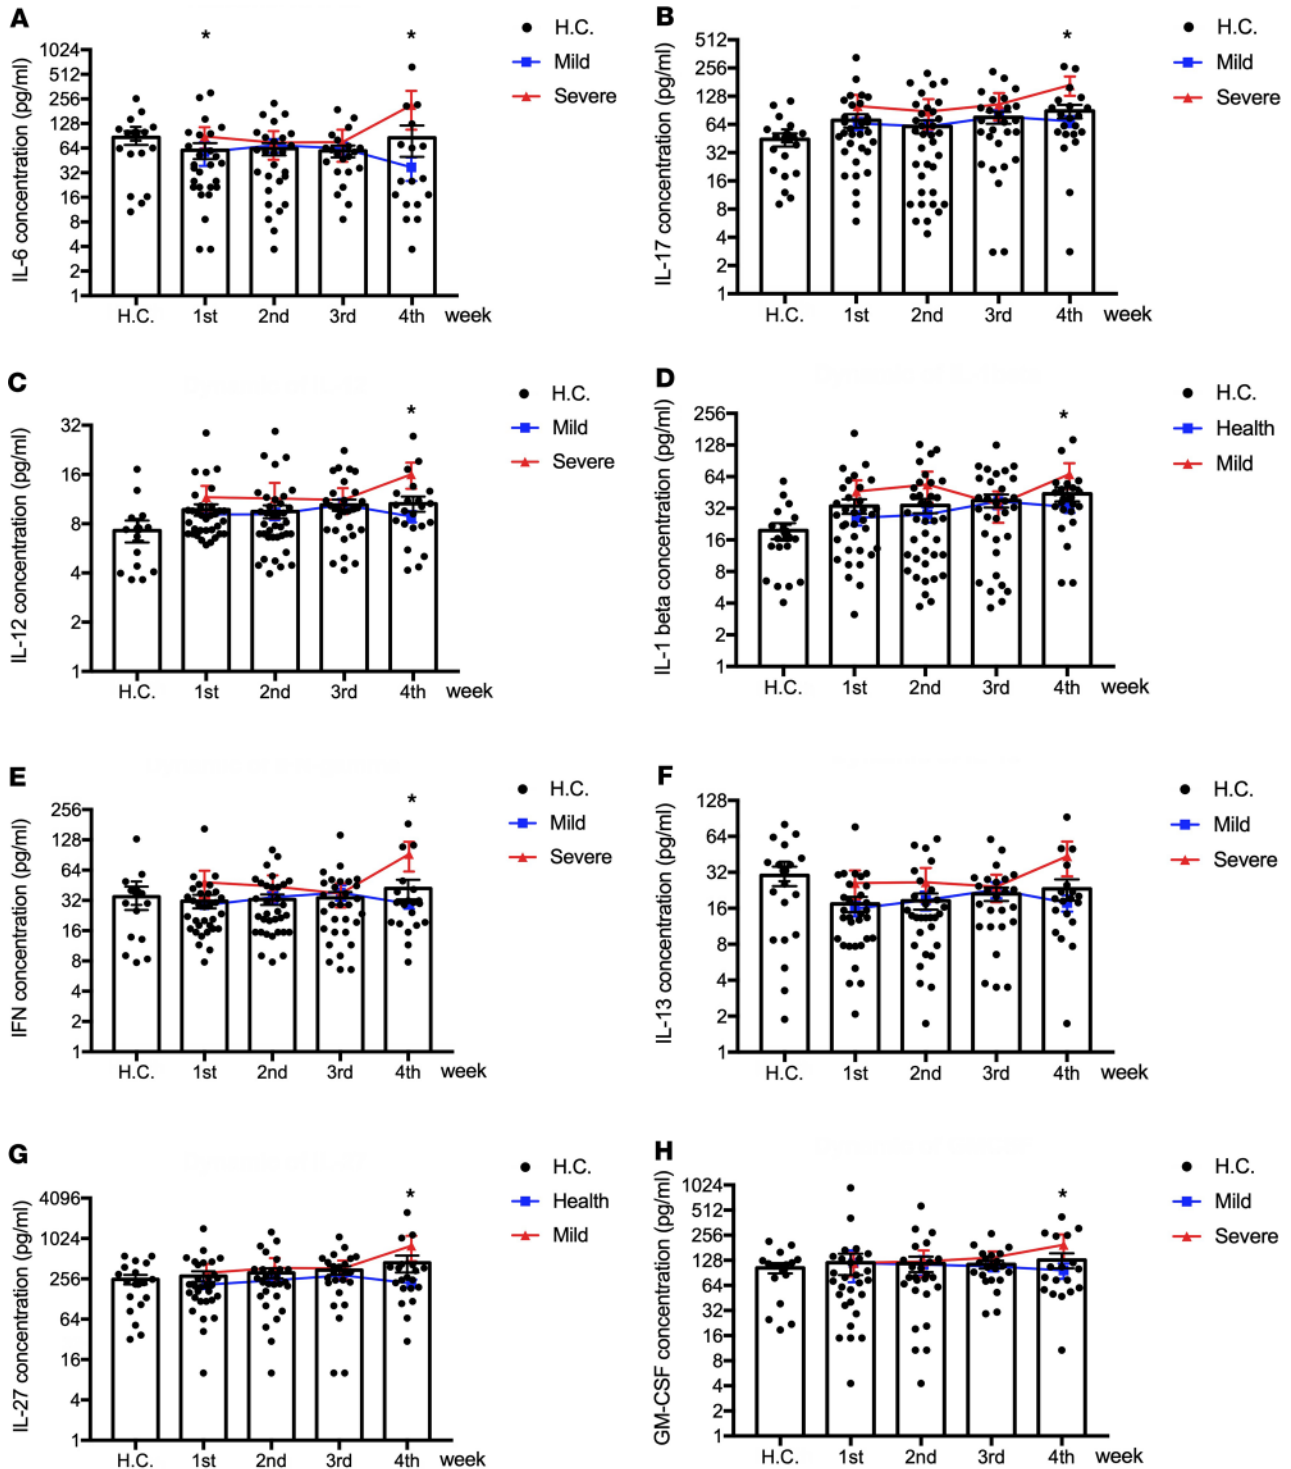 A
IL-6 concentration (pg/ml)
1024
512
256
128
64
32
16
8
4
2
1
*
*
H.C.
Mild
Severe
H.C.
1st
2nd
3rd
4th
week
B
IL-17 concentration (pg/ml)
512
256
128
64
32
16
8
4
2
1
*
H.C.
Mild
Severe
H.C.
1st
2nd
3rd
4th
week
C
IL-12 concentration (pg/ml)
32
16
8
4
2
1
*
H.C.
Mild
Severe
H.C.
1st
2nd
3rd
4th
week
D
IL-1 beta concentration (pg/ml)
256
128
64
32
16
8
4
2
1
*
H.C.
Health
Mild
H.C.
1st
2nd
3rd
4th
week
E
IFN concentration (pg/ml)
256
128
64
32
16
8
4
2
1
*
H.C.
Mild
Severe
H.C.
1st
2nd
3rd
4th
week
F
IL-13 concentration (pg/ml)
128
64
32
16
8
4
2
1
H.C.
Mild
Severe
H.C.
1st
2nd
3rd
4th
week
G
IL-27 concentration (pg/ml)
4096
1024
256
64
16
4
1
*
H.C.
Health
Mild
H.C.
1st
2nd
3rd
4th
week
H
GM-CSF concentration (pg/ml)
1024
512
256
128
64
32
16
8
4
2
1
*
H.C.
Mild
Severe
H.C.
1st
2nd
3rd
4th
week